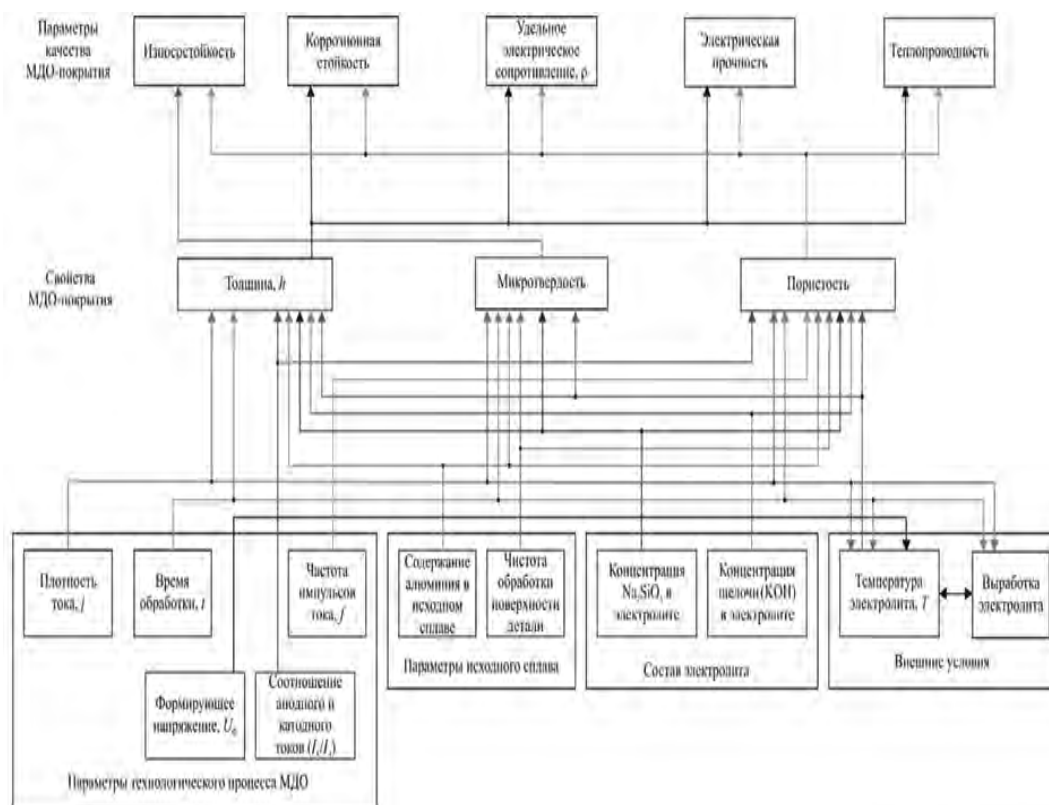 Параметры
качества
МДО-покрытия
Износостойкость
Коррозионная
стойкость
Удельное
электрическое
сопротивление, ρ
Электрическая
прочность
Теплопроводность
Свойства
МДО-покрытия
Толщина, h
Микротвердость
Пористость
Плотность
тока, j
Время
обработки, t
Частота
импульсов
тока, f
Содержание
алюминия в
исходном
сплаве
Чистота
обработки
поверхности
детали
Концентрация
Na₂SiO₃ в
электролите
Концентрация
щелочи(KOH)
в электролите
Температура
электролита, T
Выработка
электролита
Параметры исходного сплава
Состав электролита
Внешние условия
Формирующее
напряжение, U
Соотношение
анодного и
катодного
токов
Параметры технологического процесса МДО